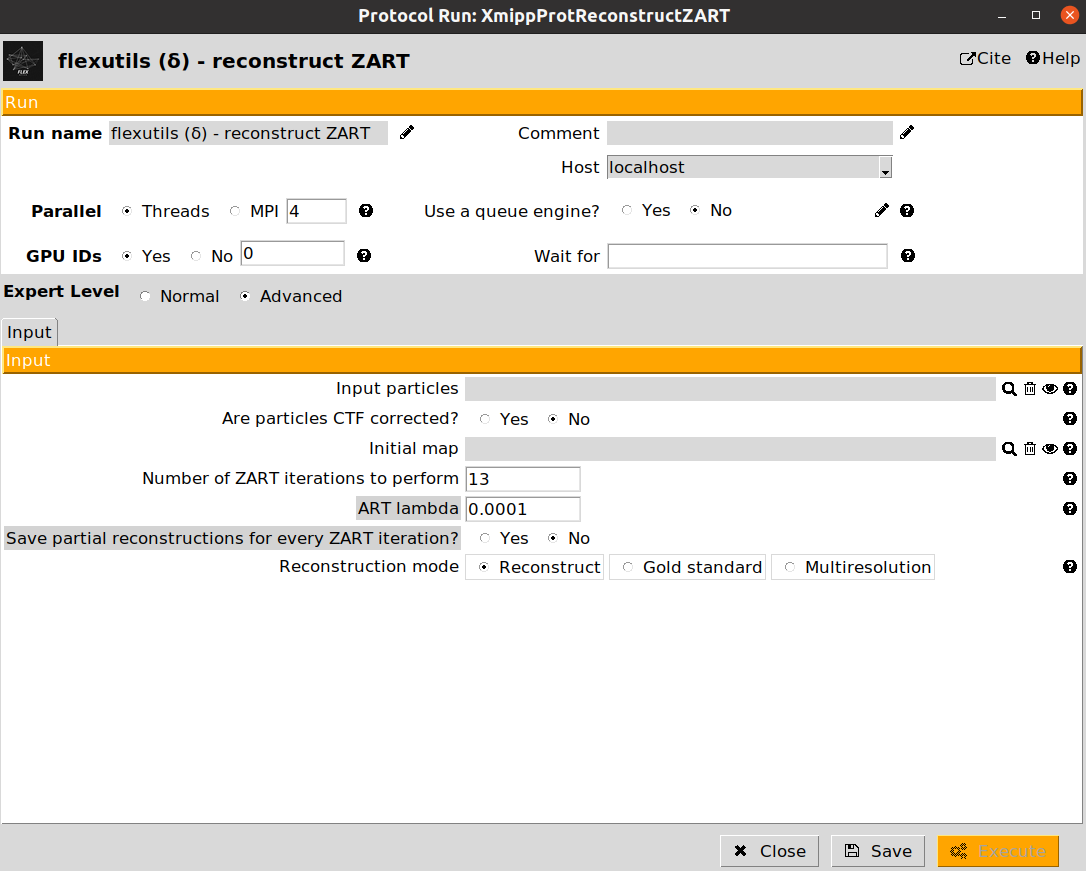 Protocol Run: XmippProtReconstructZART
FLEX
flexutils (δ) - reconstruct ZART
Cite
Help
Run
Run name flexutils (δ) - reconstruct ZART
Comment
Host localhost
Parallel Threads MPI 4
Use a queue engine? Yes No
GPU IDs Yes No 0
Wait for
Expert Level Normal Advanced
Input
Input
Input particles
Are particles CTF corrected? Yes No
Initial map
Number of ZART iterations to perform 13
ART lambda 0.0001
Save partial reconstructions for every ZART iteration? Yes No
Reconstruction mode Reconstruct Gold standard Multiresolution
Close Save Execute